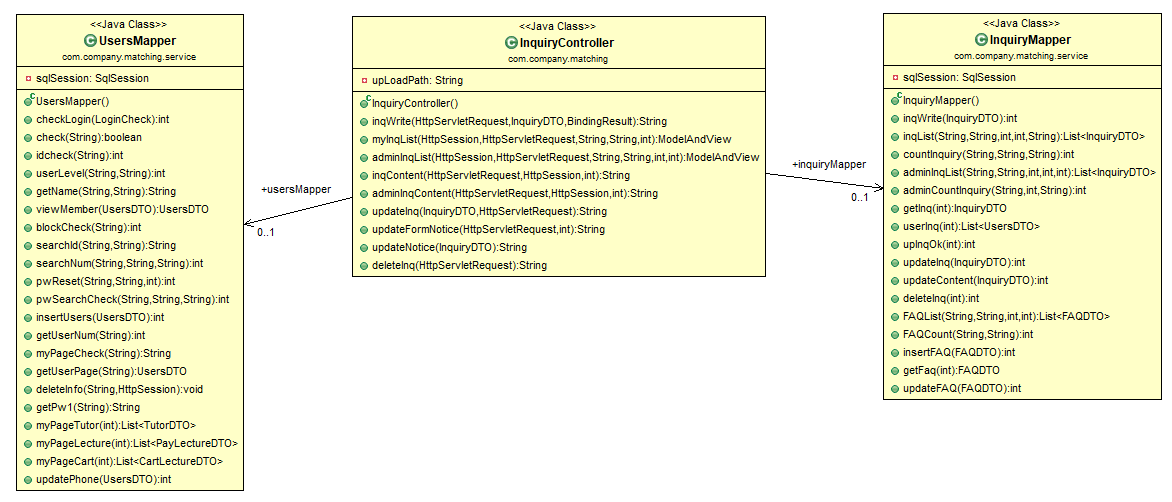 <<Java Class>>
UsersMapper
com.company.matching.service
sqlSession: SqlSession
UsersMapper()
checkLogin(LoginCheck):int
check(String):boolean
idcheck(String):int
userLevel(String,String):int
getName(String,String):String
viewMember(UsersDTO):UsersDTO
blockCheck(String):int
searchId(String,String):String
searchNum(String,String,String):int
pwReset(String,String,int):int
pwSearchCheck(String,String,String):int
insertUsers(UsersDTO):int
getUserNum(String):int
myPageCheck(String):String
getUserPage(String):UsersDTO
deleteInfo(String,HttpSession):void
getPw1(String):String
myPageTutor(int):List<TutorDTO>
myPageLecture(int):List<PayLectureDTO>
myPageCart(int):List<CartLectureDTO>
updatePhone(UsersDTO):int
+usersMapper
0..1
<<Java Class>>
InquiryController
com.company.matching
upLoadPath: String
InquiryController()
inqWrite(HttpServletRequest,InquiryDTO,BindingResult):String
myInqList(HttpSession,HttpServletRequest,String,String,int):ModelAndView
adminInqList(HttpSession,HttpServletRequest,String,String,int,int):ModelAndView
inqContent(HttpServletRequest,HttpSession,int):String
adminInqContent(HttpServletRequest,HttpSession,int):String
updateInq(InquiryDTO,HttpServletRequest):String
updateFormNotice(HttpServletRequest,int):String
updateNotice(InquiryDTO):String
deleteInq(HttpServletRequest):String
+inquiryMapper
0..1
<<Java Class>>
InquiryMapper
com.company.matching.service
sqlSession: SqlSession
InquiryMapper()
inqWrite(InquiryDTO):int
inqList(String,String,int,int,String):List<InquiryDTO>
countInquiry(String,String,String):int
adminInqList(String,String,int,int,int):List<InquiryDTO>
adminCountInquiry(String,int,String):int
getInq(int):InquiryDTO
userInq(int):List<UsersDTO>
upInqOk(int):int
updateInq(InquiryDTO):int
updateContent(InquiryDTO):int
deleteInq(int):int
FAQList(String,String,int,int):List<FAQDTO>
FAQCount(String,String):int
insertFAQ(FAQDTO):int
getFaq(int):FAQDTO
updateFAQ(FAQDTO):int